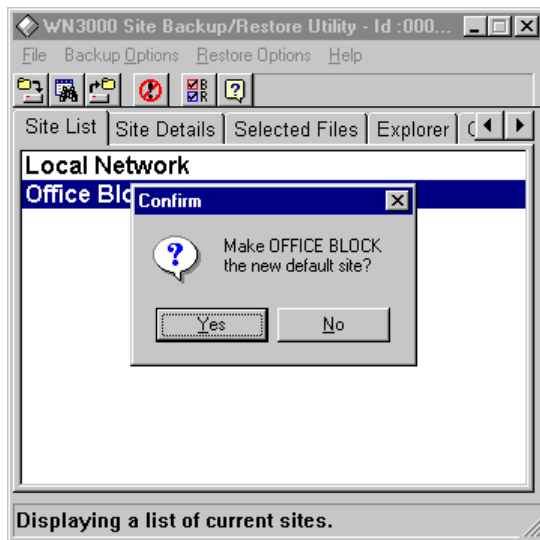 WN3000 Site Backup/Restore Utility - Id :000...
File Backup Options Restore Options Help
Site List Site Details Selected Files Explorer
Local Network
Office
Confirm
Make OFFICE BLOCK
the new default site?
Yes No
Displaying a list of current sites.